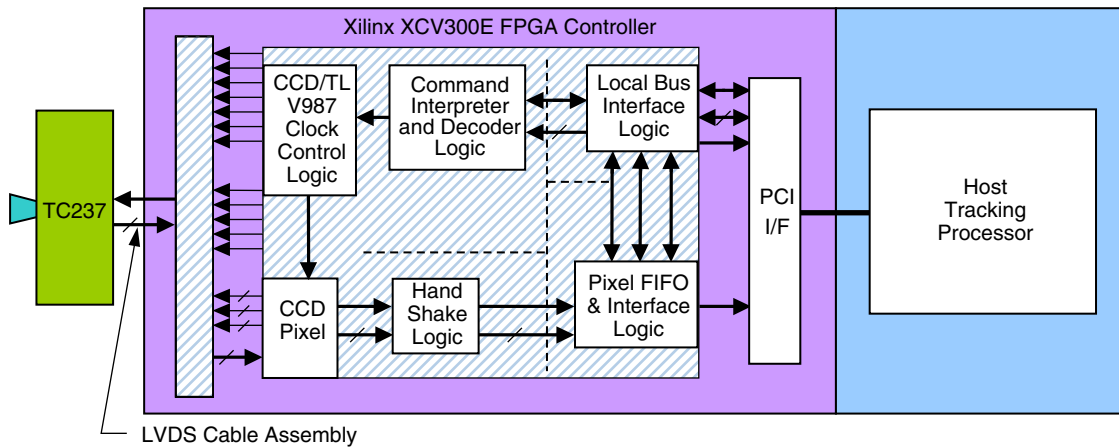 Xilinx XCV300E FPGA Controller
CCD/TL
V987
Clock
Control
Logic
Command
Interpreter
and Decoder
Logic
Local Bus
Interface
Logic
TC237
PCI
I/F
Host
Tracking
Processor
CCD
Pixel
Hand
Shake
Logic
Pixel FIFO
& Interface
Logic
LVDS Cable Assembly